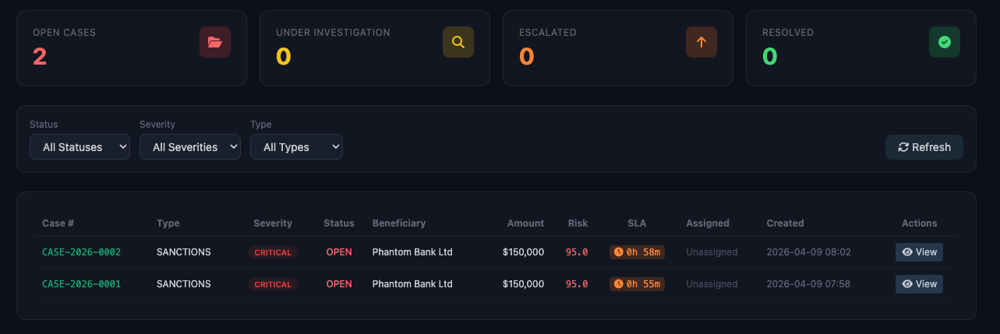 OPEN CASES
2
UNDER INVESTIGATION
0
ESCALATED
0
RESOLVED
0
Status Severity Type
All Statuses All Severities All Types Refresh
Case # Type Severity Status Beneficiary Amount Risk SLA Assigned Created Actions
CASE-2026-0002 SANCTIONS CRITICAL OPEN Phantom Bank Ltd $150,000 95.0 0h 58m Unassigned 2026-04-09 08:02 View
CASE-2026-0001 SANCTIONS CRITICAL OPEN Phantom Bank Ltd $150,000 95.0 0h 55m Unassigned 2026-04-09 07:58 View